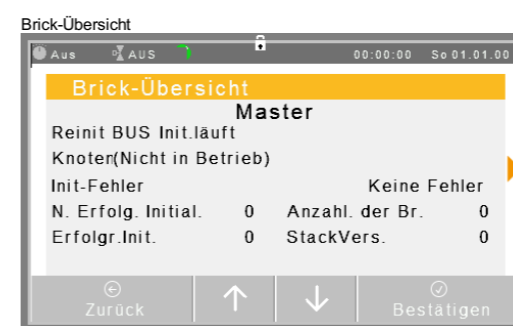 Brick-Übersicht
Aus AUS 00:00:00 So 01.01.00
Brick-Übersicht
Master
Reinit BUS Init.läuft
Knoten(Nicht in Betrieb)
Init-Fehler Keine Fehler
N. Erfolg. Initial. 0 Anzahl. der Br. 0
Erfolgr.Init. 0 StackVers. 0
Zurück Bestätigen